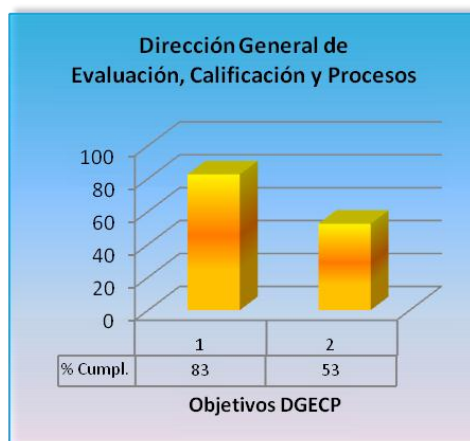 Dirección General de
Evaluación, Calificación y Procesos
100
80
60
40
20
0
1 2
% Cumpl. 83 53
Objetivos DGECP